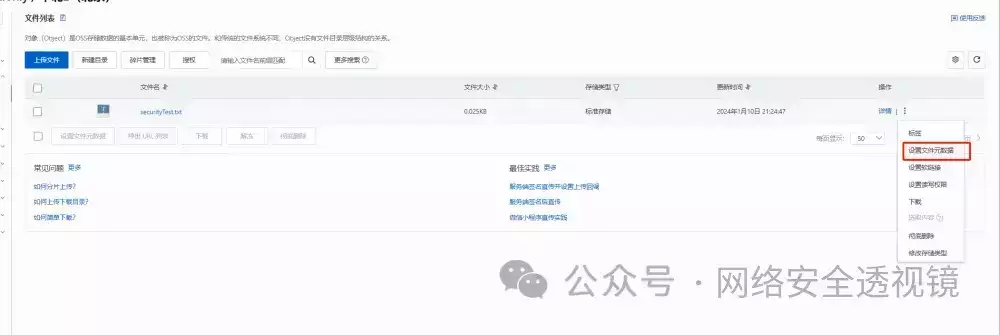 文件列表
使用反馈
对象（Object）是OSS存储数据的基本单元，也被称为OSS的文件。和传统的文件系统不同，Object没有文件目录层级结构的关系。
上传文件 新建目录 碎片管理 授权 请输入文件名前缀匹配 更多搜索
文件名 文件大小 存储类型 更新时间 操作
securityTest.txt 0.025KB 标准存储 2024年1月10日 21:24:47 详情
设置文件元数据 导出 URL 列表 下载 解冻 彻底删除 每页显示: 50
标签
设置文件元数据
设置软链接
设置读写权限
下载
彻底删除
修改存储类型
常见问题 更多
如何分片上传?
如何上传下载目录?
如何简单下载?
最佳实践 更多
服务端签名直传并设置上传回调
服务端签名后直传
微信小程序直传实践
公众号 · 网络安全透视镜